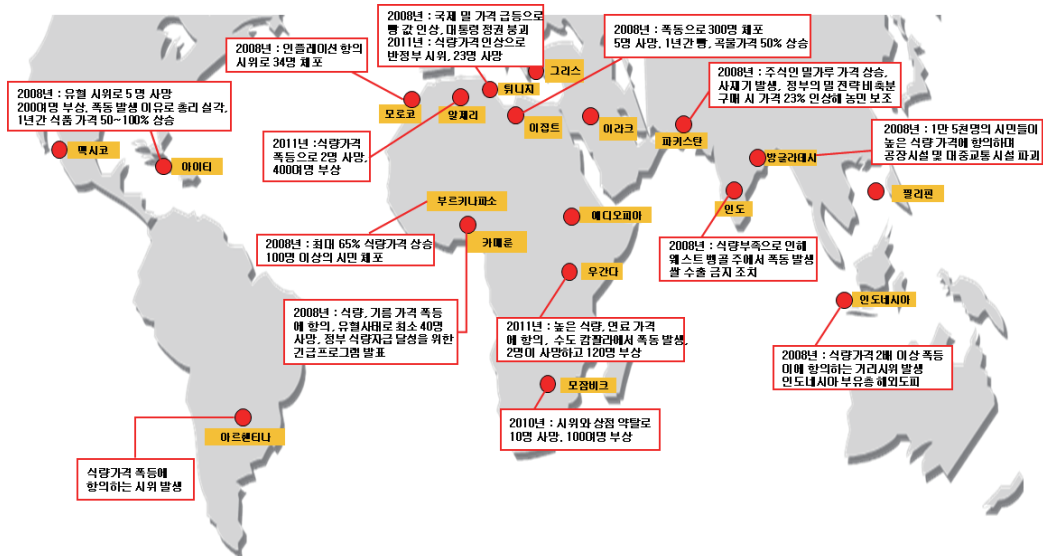 2008년 : 국제 밀 가격 급등으로
빵 값 인상, 대통령 정권 붕괴
2011년 : 식량가격 인상으로
반정부 시위, 23명 사망
2008년 : 폭동으로 300명 체포
5명 사망, 1년간 빵, 곡물가격 50% 상승
2008년 : 인플레이션 항의
시위로 34명 체포
2008년 : 유혈 시위로 5명 사망
200여명 부상, 폭동 발생 이유로 총리 실각,
1년간 식품 가격 50~100% 상승
2008년 : 주식인 밀가루 가격 상승,
사재기 발생, 정부의 밀 전략 비축분
구매 시 가격 23% 인상해 농민 보조
그리스
튀니지
모로코
알제리
이집트
이라크
파키스탄
2008년 : 1만 5천명의 시민들이
높은 식량 가격에 항의하며
공장시설 및 대중교통 시설 파괴
멕시코
아이티
2011년 : 식량가격
폭등으로 2명 사망,
400여명 부상
방글라데시
인도
필리핀
부르키나파소
카메룬
에디오피아
2008년 : 최대 65% 식량가격 상승
100명 이상의 시민 체포
2008년 : 식량부족으로 인해
웨스트 벵골 주에서 폭동 발생
쌀 수출 금지 조치
우간다
인도네시아
2008년 : 식량, 기름 가격 폭등
에 항의, 유혈사태로 최소 40명
사망, 정부 식량자급 달성을 위한
긴급프로그램 발표
2011년 : 높은 식량, 연료 가격
에 항의, 수도 캄팔라에서 폭동 발생,
2명이 사망하고 120명 부상
2008년 : 식량가격 2배 이상 폭등
이에 항의하는 거리시위 발생
인도네시아 부유층 해외도피
모잠비크
2010년 : 시위와 상점 약탈로
10명 사망, 100여명 부상
아르헨티나
식량가격 폭등에
항의하는 시위 발생